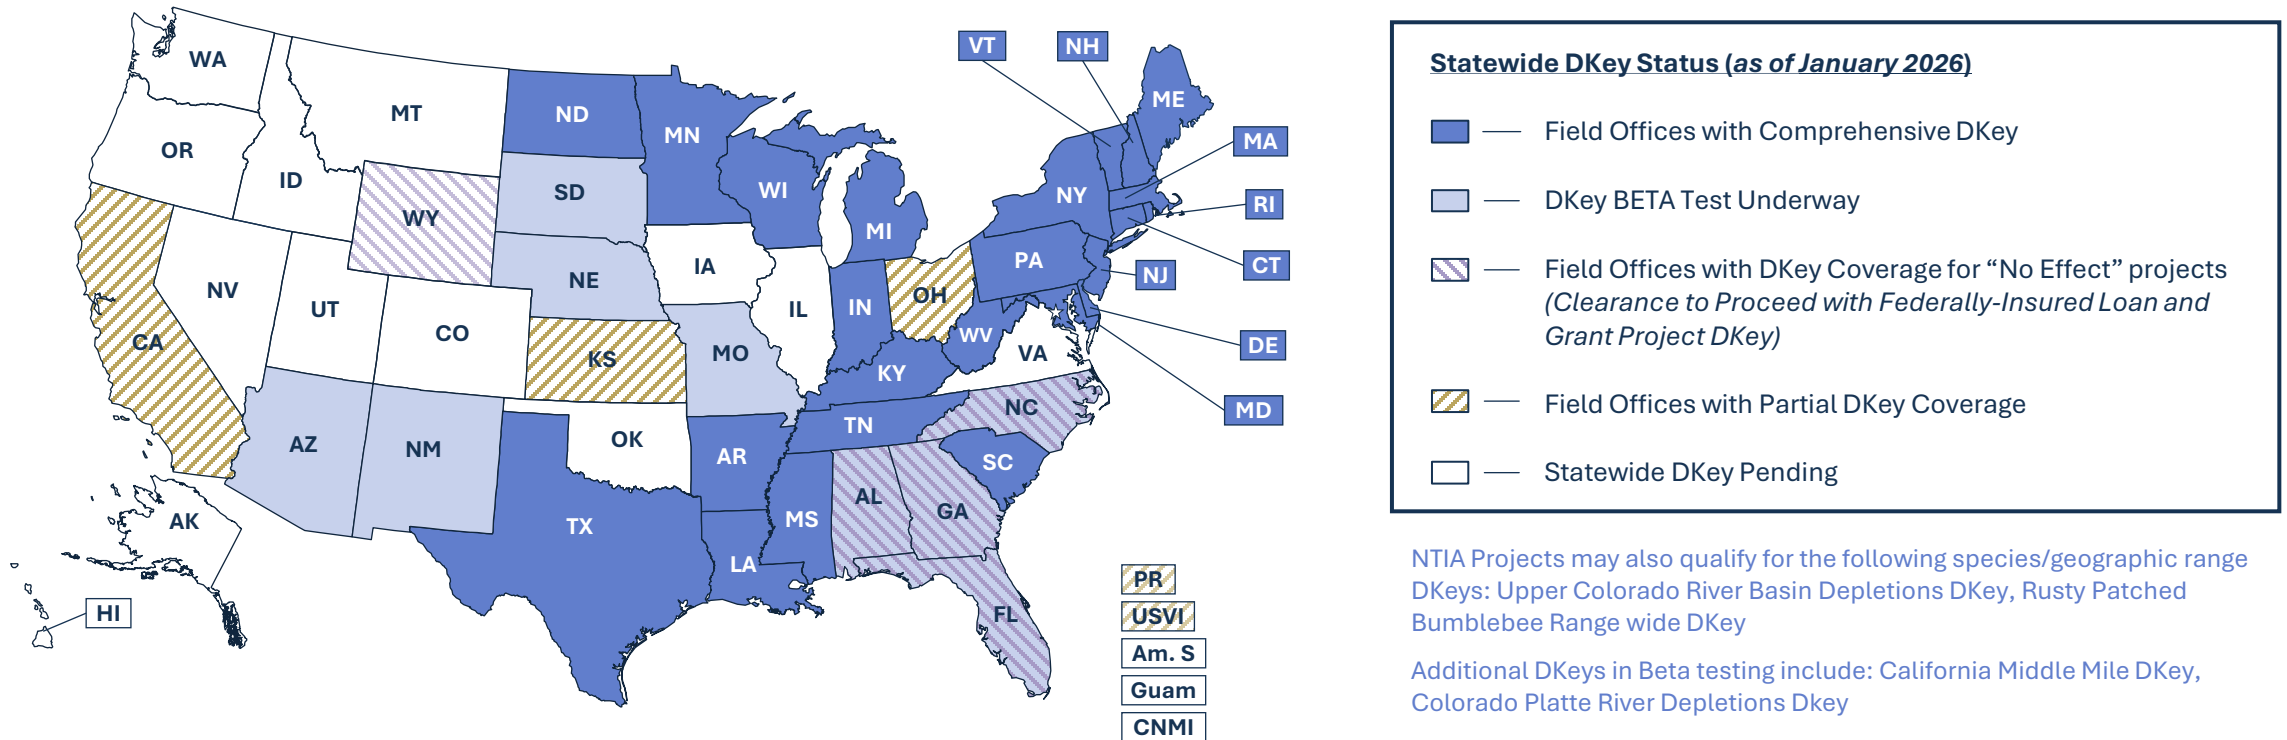 WA
MT
ND
MN
VT
NH
ME
MA
OR
ID
WY
SD
WI
MI
NY
RI
CT
NJ
PA
NV
UT
CO
NE
IA
IL
IN
OH
WV
VA
DE
MD
CA
KS
MO
KY
NC
TN
AZ
NM
OK
AR
SC
AK
TX
LA
MS
AL
GA
FL
HI
PR
USVI
Am. S
Guam
CNMI
Statewide DKey Status (as of January 2026)
Field Offices with Comprehensive DKey
DKey BETA Test Underway
Field Offices with DKey Coverage for “No Effect” projects
(Clearance to Proceed with Federally-Insured Loan and
Grant Project DKey)
Field Offices with Partial DKey Coverage
Statewide DKey Pending
NTIA Projects may also qualify for the following species/geographic range
DKeys: Upper Colorado River Basin Depletions DKey, Rusty Patched
Bumblebee Range wide DKey
Additional DKeys in Beta testing include: California Middle Mile DKey,
Colorado Platte River Depletions Dkey